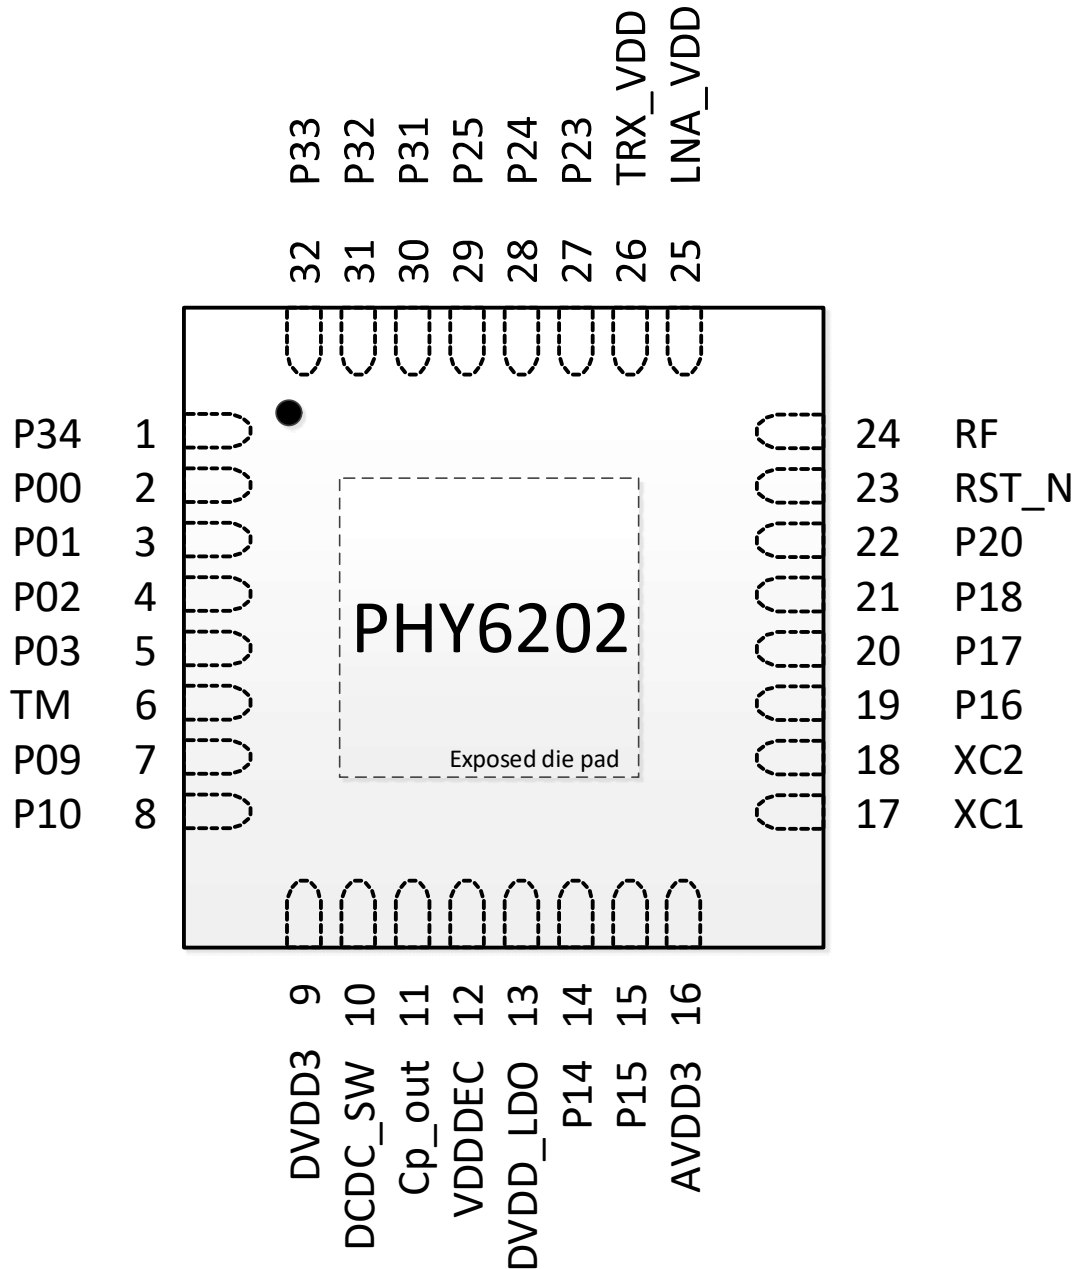 P33 P32 P31 P25 P24 P23 TRX_VDD LNA_VDD
32 31 30 29 28 27 26 25
P34 1 24 RF
P00 2 23 RST_N
P01 3 22 P20
P02 4 21 P18
PHY6202
P03 5 20 P17
TM 6 19 P16
P09 7 18 XC2
Exposed die pad
P10 8 17 XC1
9 10 11 12 13 14 15 16
DVDD3 DCDC_SW Cp_out VDDDEC DVDD_LDO P14 P15 AVDD3